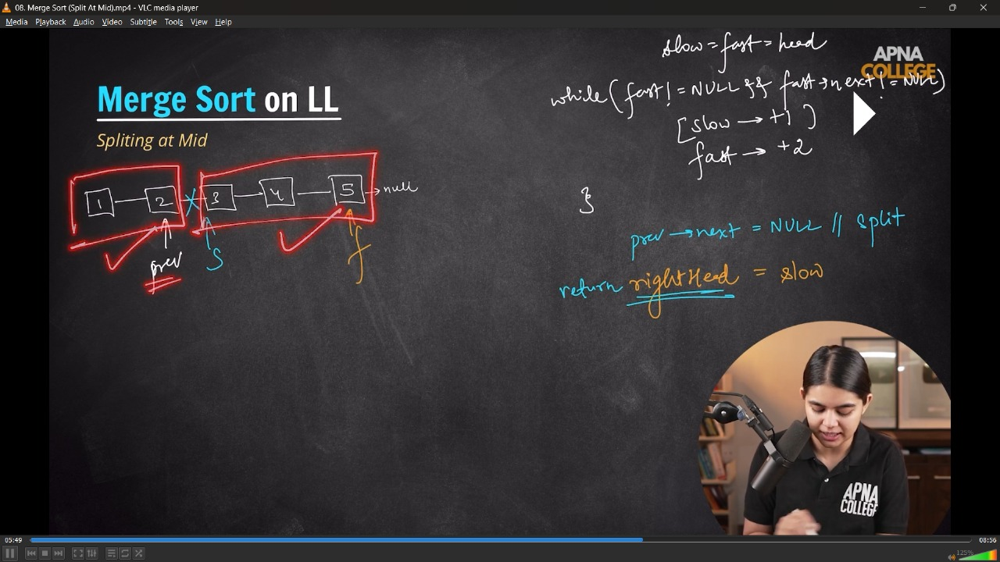 08. Merge Sort (Split At Mid).mp4 - VLC media player
Media Playback Audio Video Subtitle Tools View Help
slow = fast = head
APNA
COLLEGE
while (fast != NULL && fast → next != NULL)
[slow → +1]
fast → +2
}
prev → next = NULL // split
return rightHead = slow
Merge Sort on LL
Spliting at Mid
1 2 X 3 4 5 → null
prev S f
APNA
COLLEGE
05:49 08:56
125%